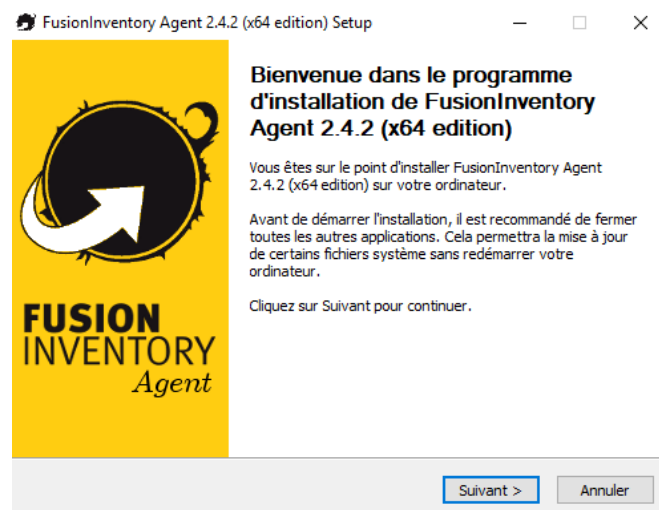 FusionInventory Agent 2.4.2 (x64 edition) Setup
Bienvenue dans le programme
d'installation de FusionInventory
Agent 2.4.2 (x64 edition)
Vous êtes sur le point d'installer FusionInventory Agent
2.4.2 (x64 edition) sur votre ordinateur.
Avant de démarrer l'installation, il est recommandé de fermer
toutes les autres applications. Cela permettra la mise à jour
de certains fichiers système sans redémarrer votre
ordinateur.
Cliquez sur Suivant pour continuer.
FUSION
INVENTORY
Agent
Suivant >
Annuler